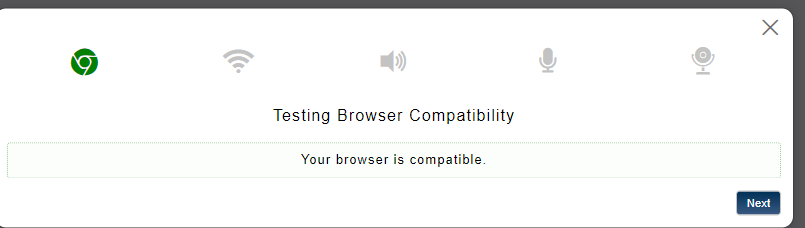 Testing Browser Compatibility
Your browser is compatible.
Next